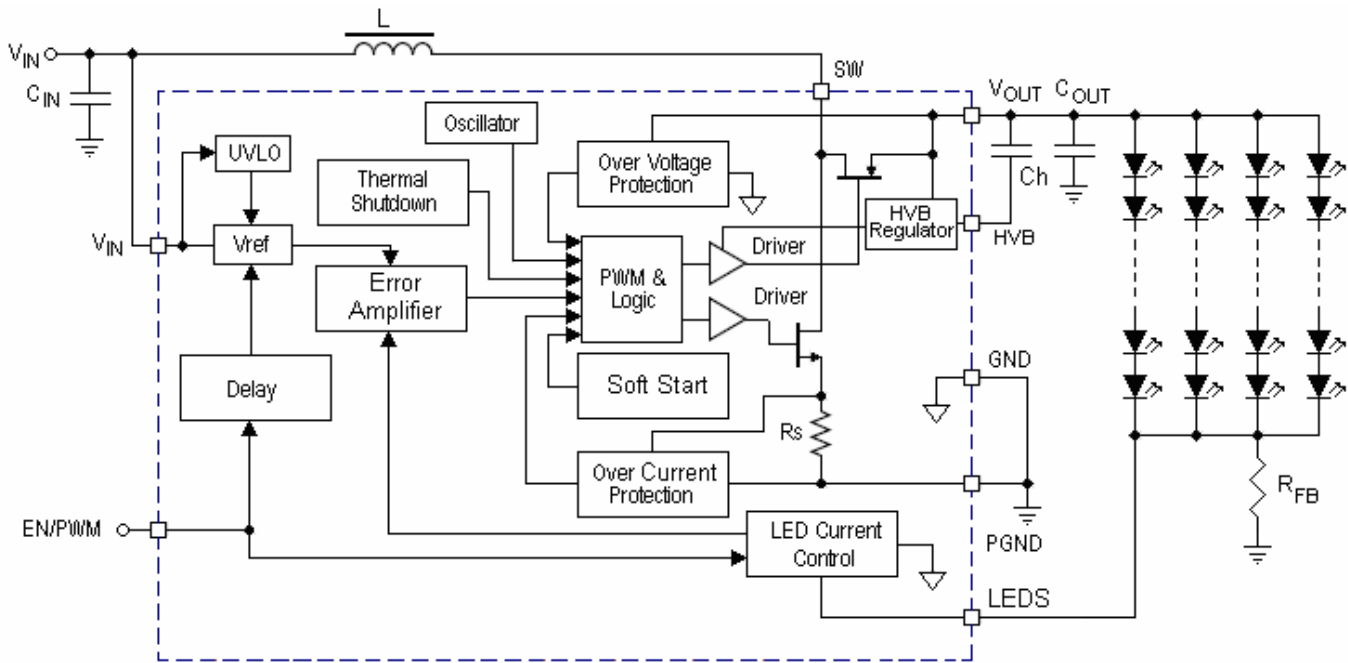 L
VIN
SW
CIN
VOUT
COUT
Oscillator
UVLO
Over Voltage
Protection
Thermal
Shutdown
Ch
HVB
Regulator
HVB
VIN
Vref
Driver
Error
Amplifier
PWM &
Logic
Driver
GND
Delay
Soft Start
Rs
Over Current
Protection
RFB
EN/PWM
LED Current
Control
PGND
LEDS